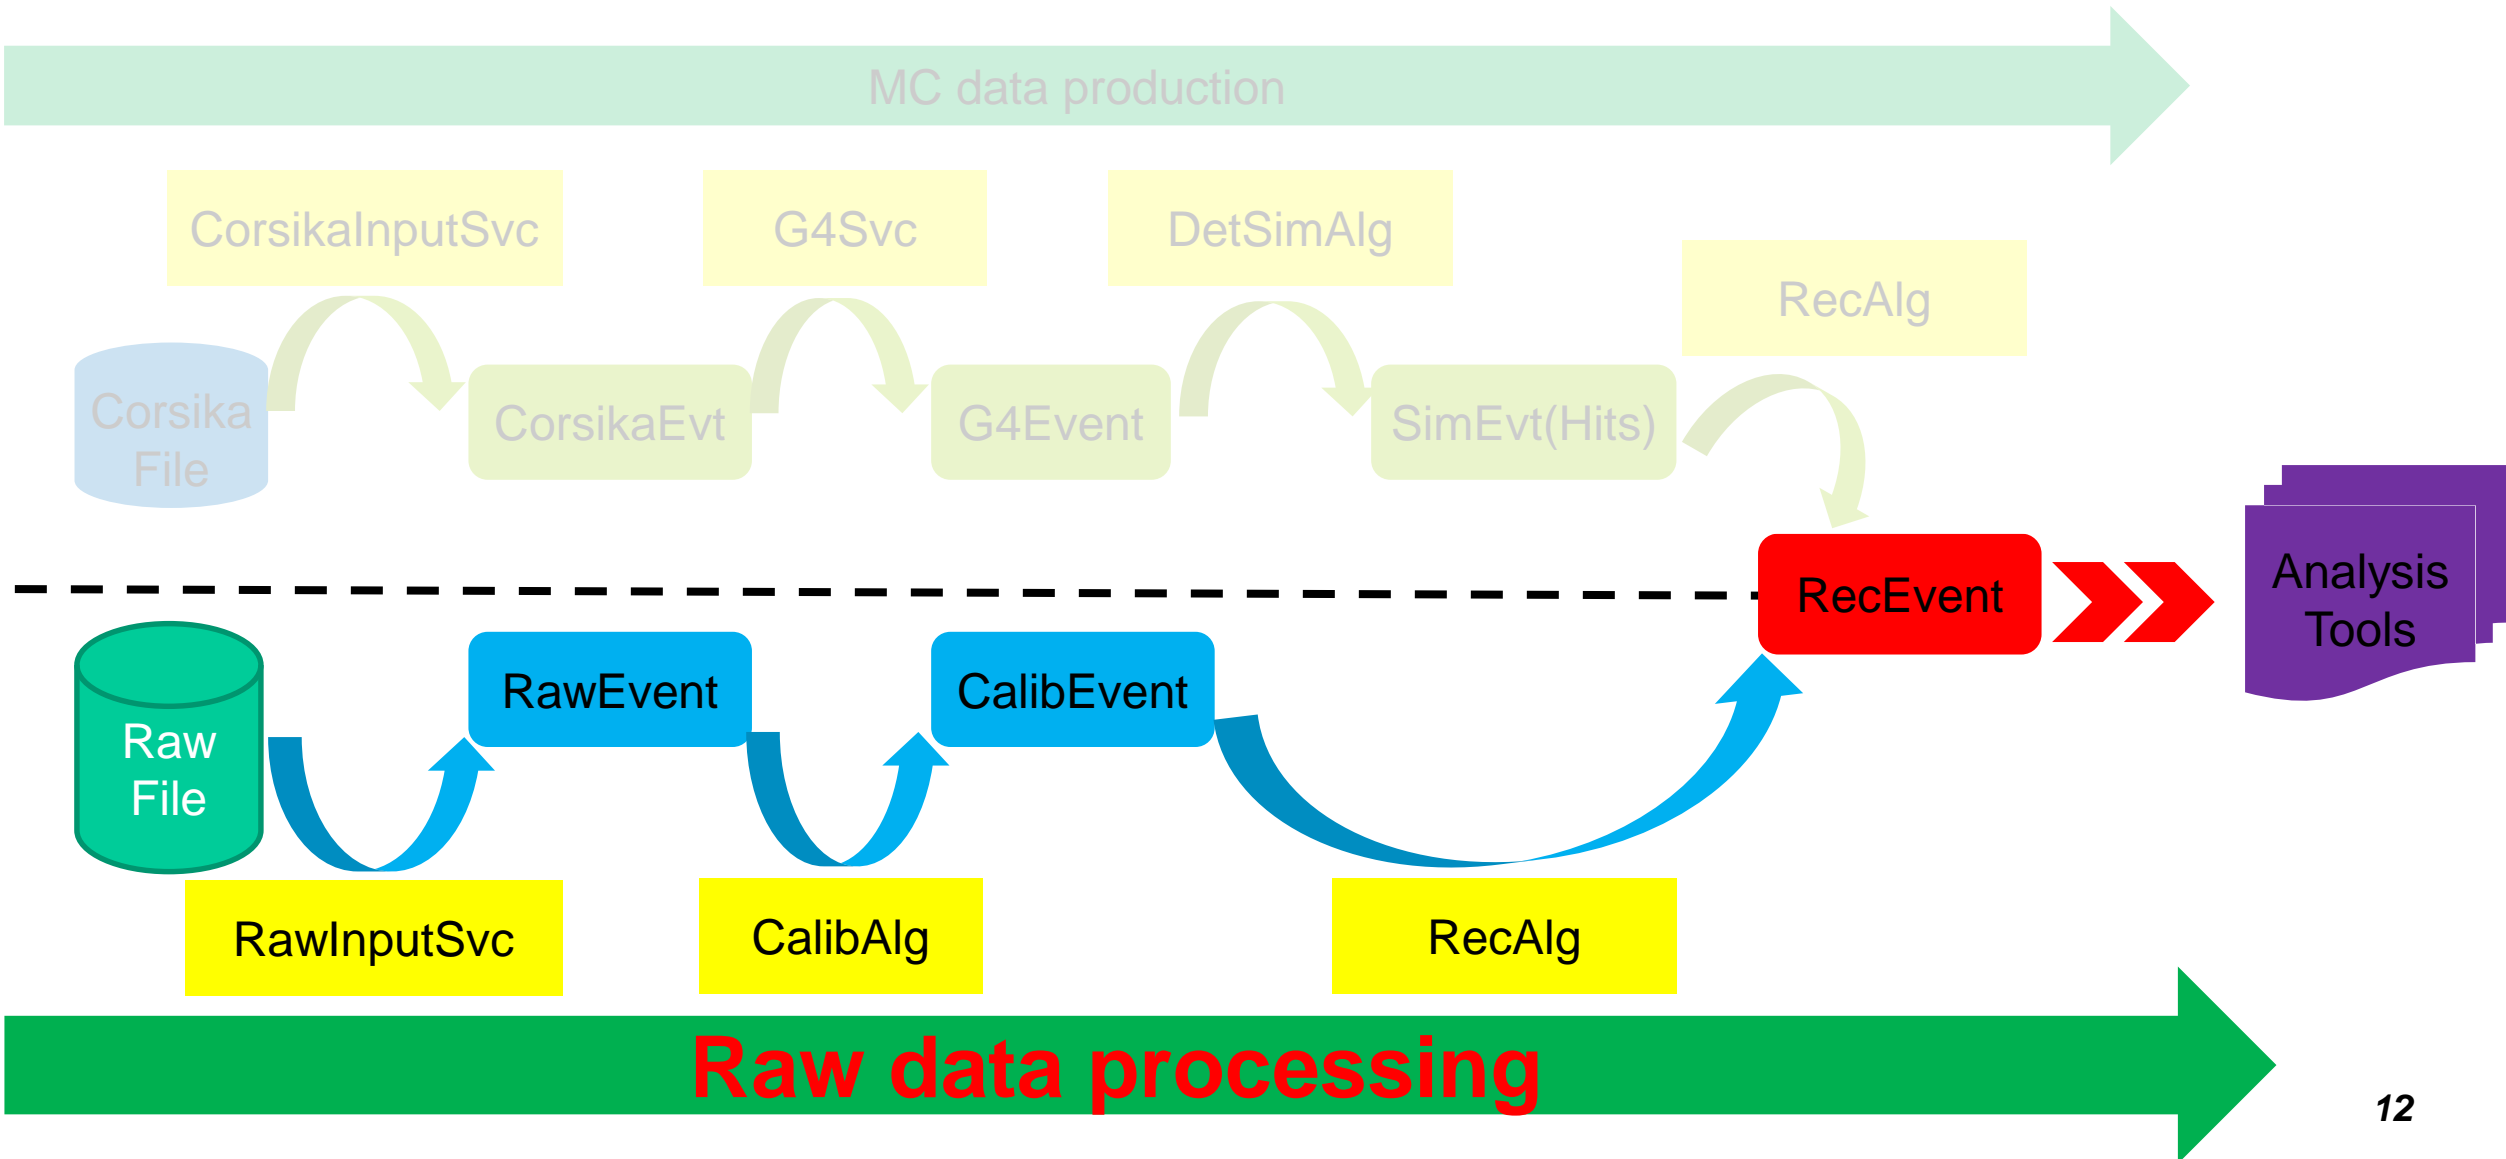 MC data production
CorsikaInputSvc
G4Svc
DetSimAlg
RecAlg
Corsika
File
CorsikaEvt
G4Event
SimEvt(Hits)
RecEvent
Analysis
Tools
Raw
File
RawEvent
CalibEvent
RawInputSvc
CalibAlg
RecAlg
Raw data processing
12